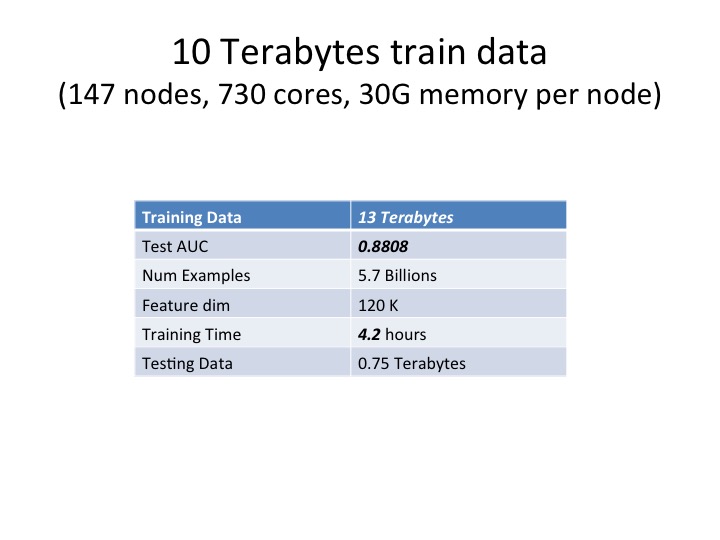 10 Terabytes train data
(147 nodes, 730 cores, 30G memory per node)
Training Data 13 Terabytes
Test AUC 0.8808
Num Examples 5.7 Billions
Feature dim 120 K
Training Time 4.2 hours
Testing Data 0.75 Terabytes